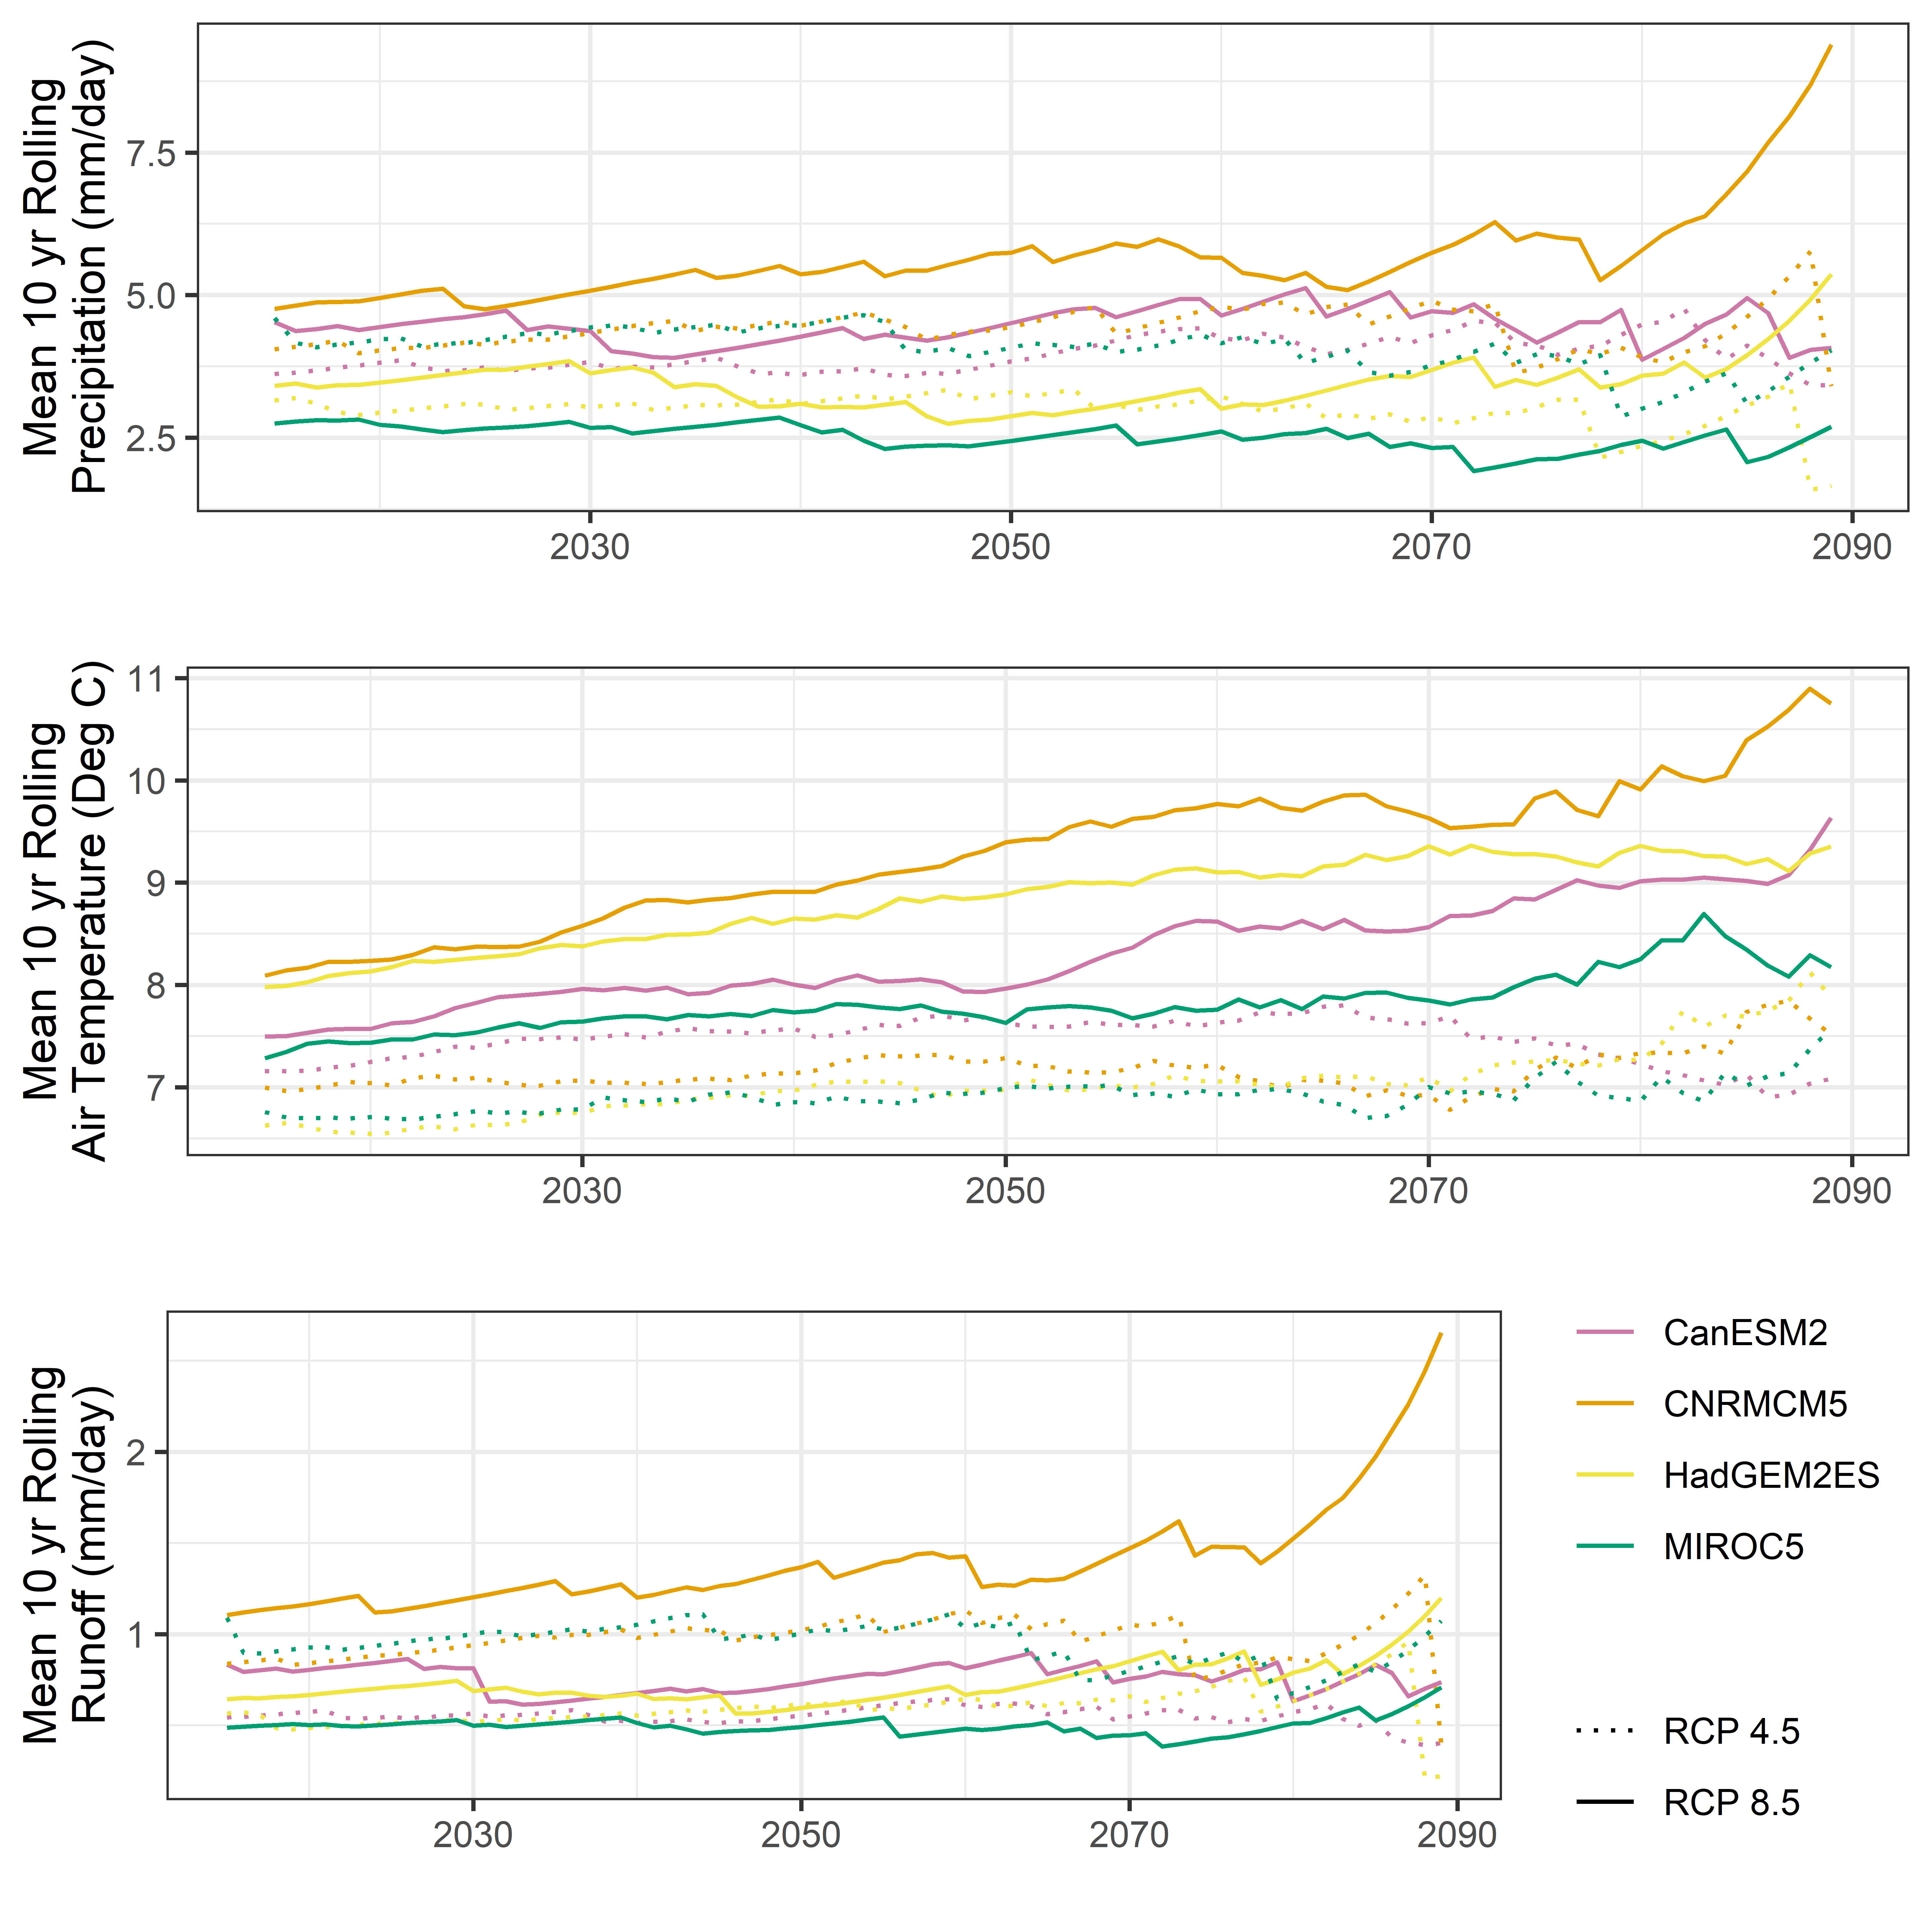 Mean 10 yr Rolling
Precipitation (mm/day)
7.5
5.0
2.5
2030 2050 2070 2090
Mean 10 yr Rolling
Air Temperature (Deg C)
11
10
9
8
7
2030 2050 2070 2090
Mean 10 yr Rolling
Runoff (mm/day)
2
1
2030 2050 2070 2090
CanESM2
CNRMCM5
HadGEM2ES
MIROC5
RCP 4.5
RCP 8.5